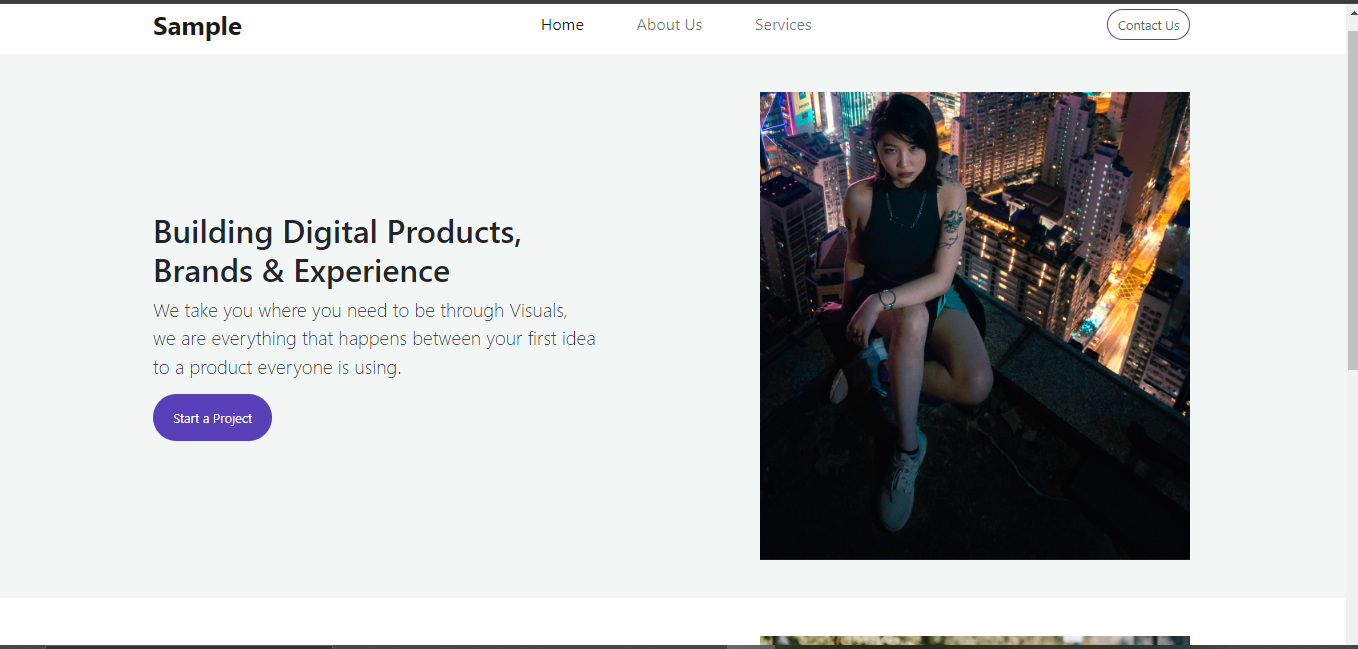 Sample
Home
About Us
Services
Contact Us
Building Digital Products,
Brands & Experience
We take you where you need to be through Visuals,
we are everything that happens between your first idea
to a product everyone is using.
Start a Project